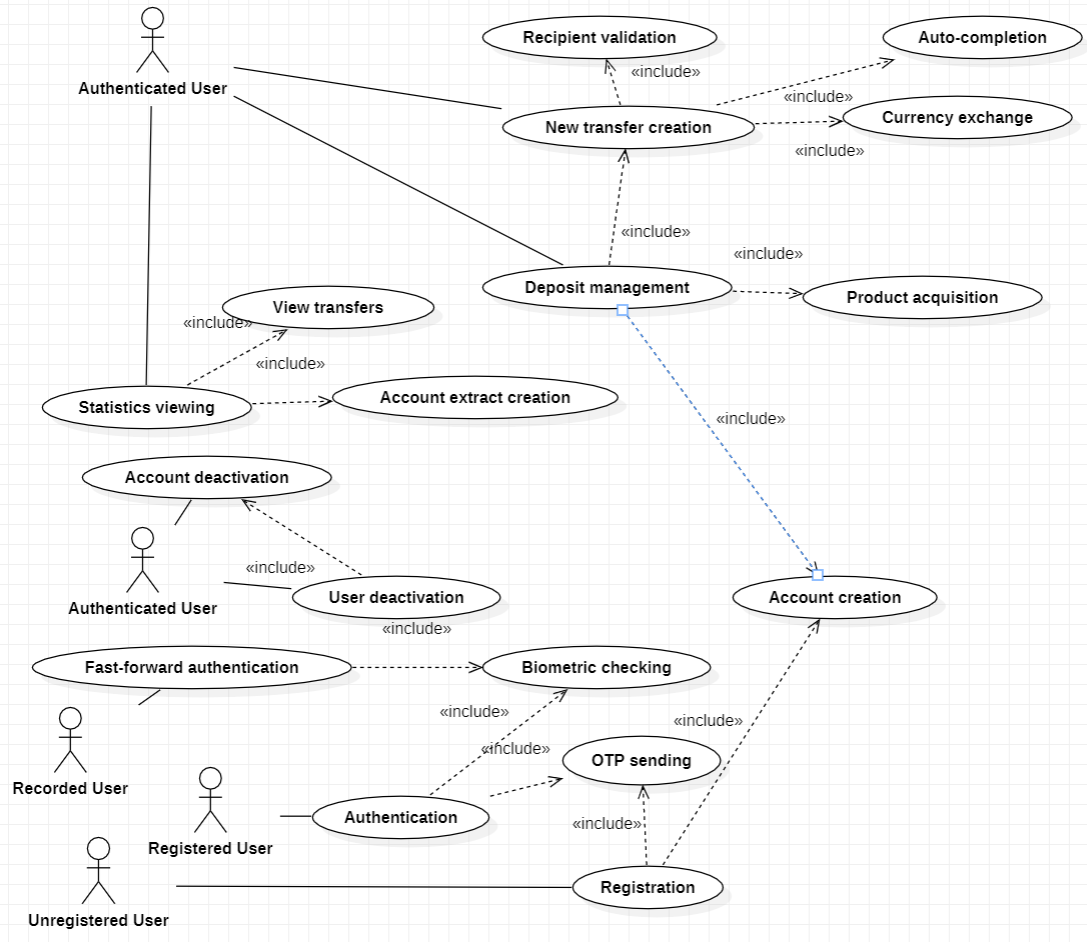 Recipient validation
Auto-completion
«include»
Authenticated User
«include»
New transfer creation
Currency exchange
«include»
«include»
«include»
Deposit management
Product acquisition
View transfers
«include»
«include»
Account extract creation
Statistics viewing
«include»
Account deactivation
«include»
Authenticated User
User deactivation
Account creation
«include»
Fast-forward authentication
Biometric checking
«include»
«include»
«include»
OTP sending
Recorded User
Authentication
«include»
Registered User
Registration
Unregistered User